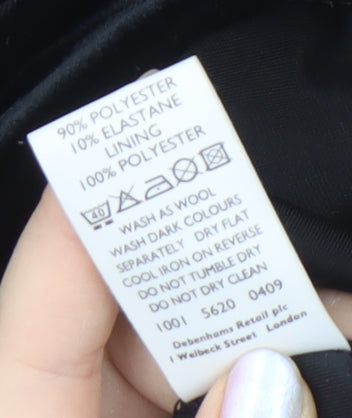 90% POLYESTER
10% ELASTANE
LINING
100% POLYESTER
40
WASH AS WOOL
WASH DARK COLOURS
SEPARATELY DRY FLAT
COOL IRON ON REVERSE
DO NOT TUMBLE DRY
DO NOT DRY CLEAN
1001 5620 0409
Debenhams Retail plc
1 Welbeck Street London